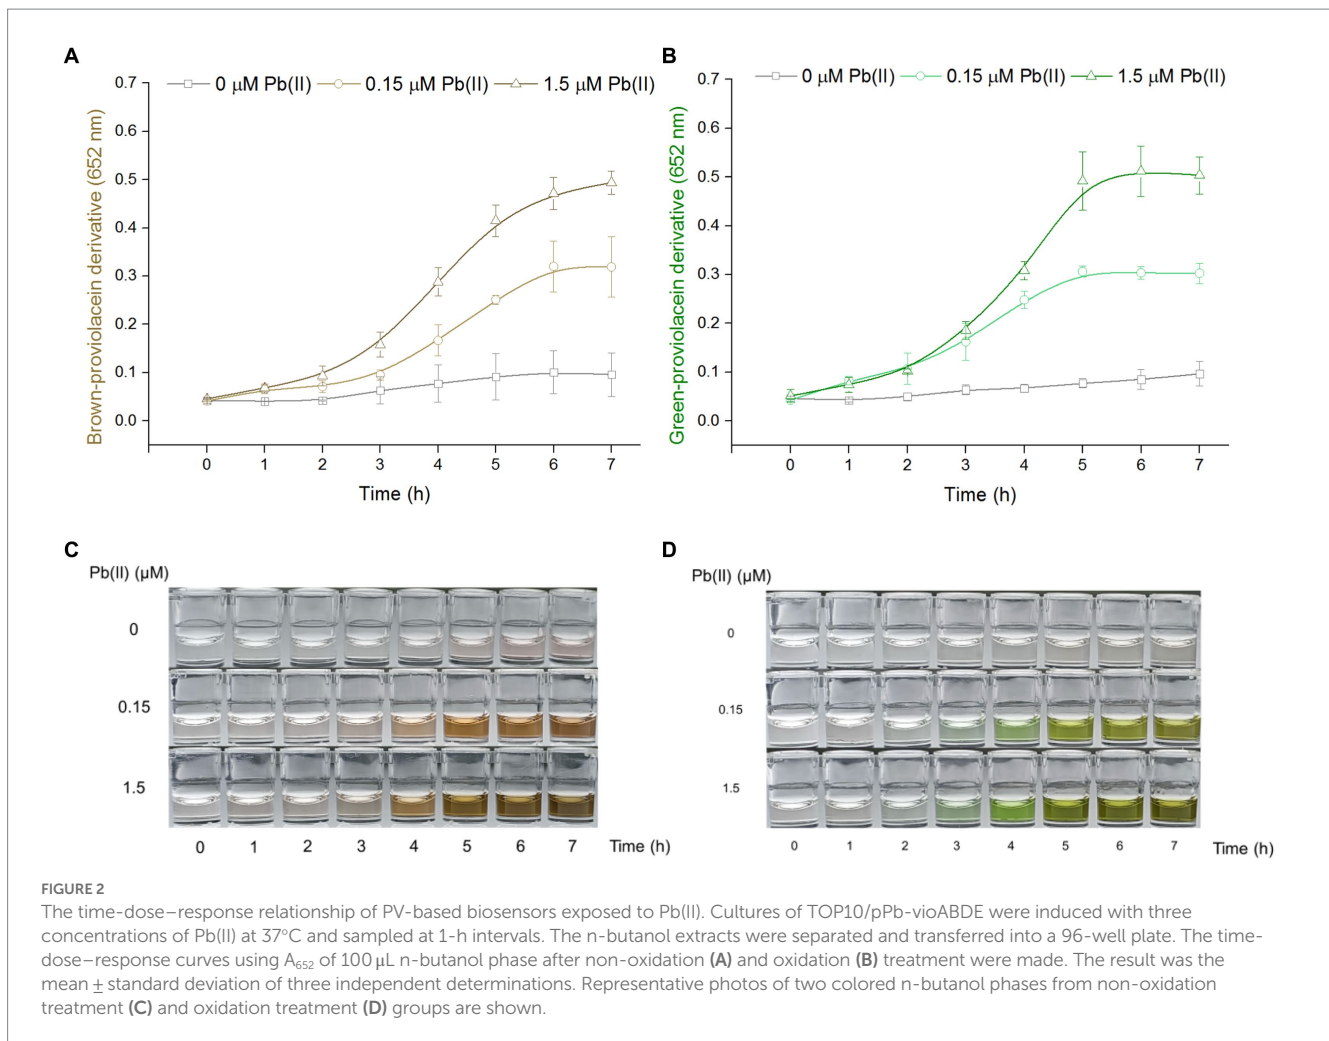 A
0 μM Pb(II) 0.15 μM Pb(II) 1.5 μM Pb(II)
Brown-proviolacein derivative (652 nm)
0.7
0.6
0.5
0.4
0.3
0.2
0.1
0.0
0 1 2 3 4 5 6 7
Time (h)
B
0 μM Pb(II) 0.15 μM Pb(II) 1.5 μM Pb(II)
Green-proviolacein derivative (652 nm)
0.7
0.6
0.5
0.4
0.3
0.2
0.1
0.0
0 1 2 3 4 5 6 7
Time (h)
C
Pb(II) (μM)
0
0.15
1.5
0 1 2 3 4 5 6 7 Time (h)
D
Pb(II) (μM)
0
0.15
1.5
0 1 2 3 4 5 6 7 Time (h)
FIGURE 2
The time-dose–response relationship of PV-based biosensors exposed to Pb(II). Cultures of TOP10/pPb-vioABDE were induced with three
concentrations of Pb(II) at 37°C and sampled at 1-h intervals. The n-butanol extracts were separated and transferred into a 96-well plate. The time-
dose–response curves using A₆₅₂ of 100 μL n-butanol phase after non-oxidation (A) and oxidation (B) treatment were made. The result was the
mean ± standard deviation of three independent determinations. Representative photos of two colored n-butanol phases from non-oxidation
treatment (C) and oxidation treatment (D) groups are shown.